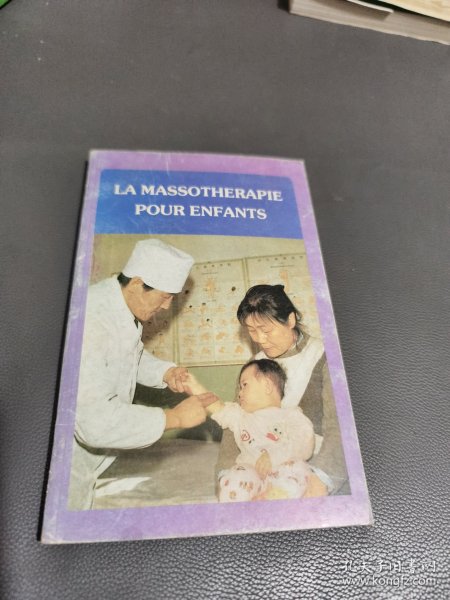 LA MASSOTHERAPIE
POUR ENFANTS
孔夫子旧书网
www.kongfz.com